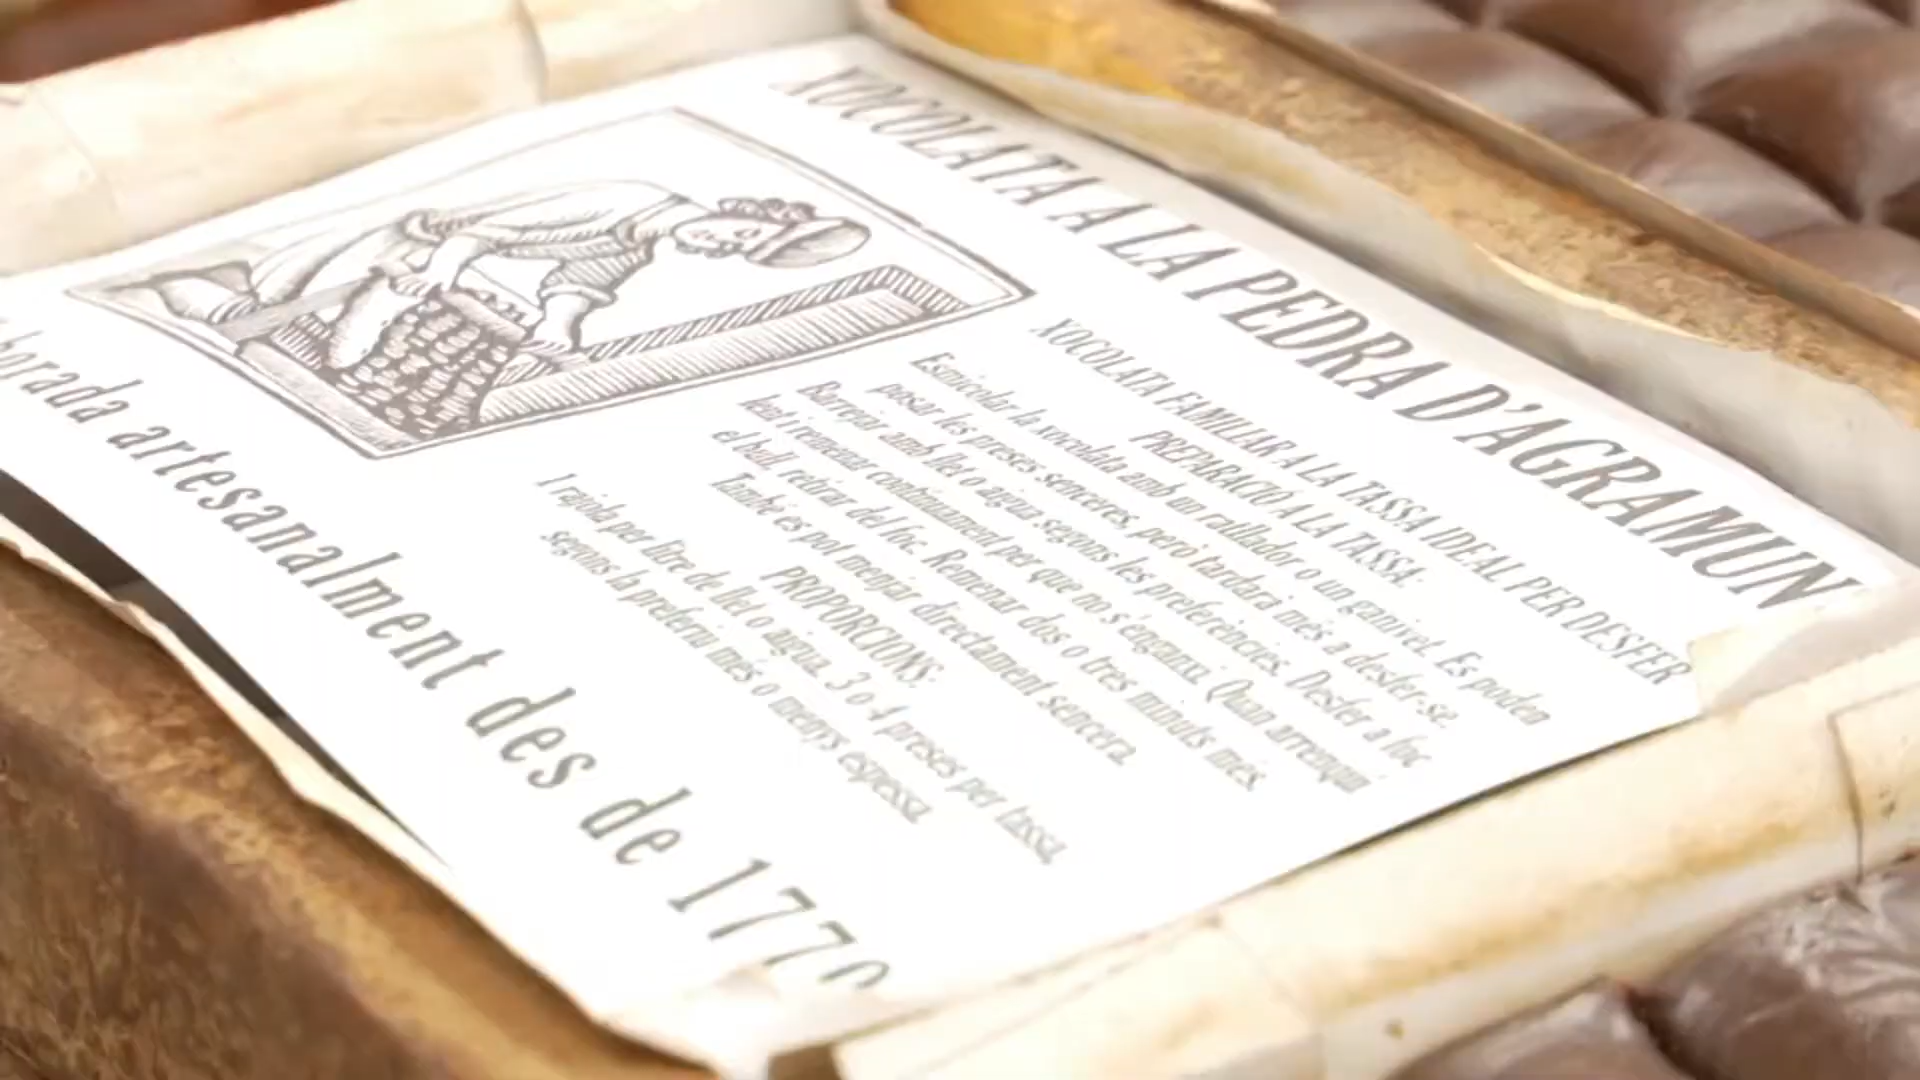 XOCOLATA A LA PEDRA D'AGRAMUN
XOCOLATA FAMILIAR A LA TASSA IDEAL PER DESFER
PREPARACIÓ A LA TASSA:
Esmicolar la xocolata amb un rallador o un ganivet. Es poden
posar les preses senceres, però tardarà més a desfer-se.
Barrejar amb llet o aigua segons les preferències. Desfer a foc
lent i remenar contínuament per que no s'enganxi. Quan arrenqui
el bull, retirar del foc. Remenar dos o tres minuts més.
També es pot menjar directament sencera.
PROPORCIONS:
1 rajola per litre de llet o aigua, 3 o 4 preses per tassa,
segons la preferiu més o menys espessa.
borada artesanalment des de 177